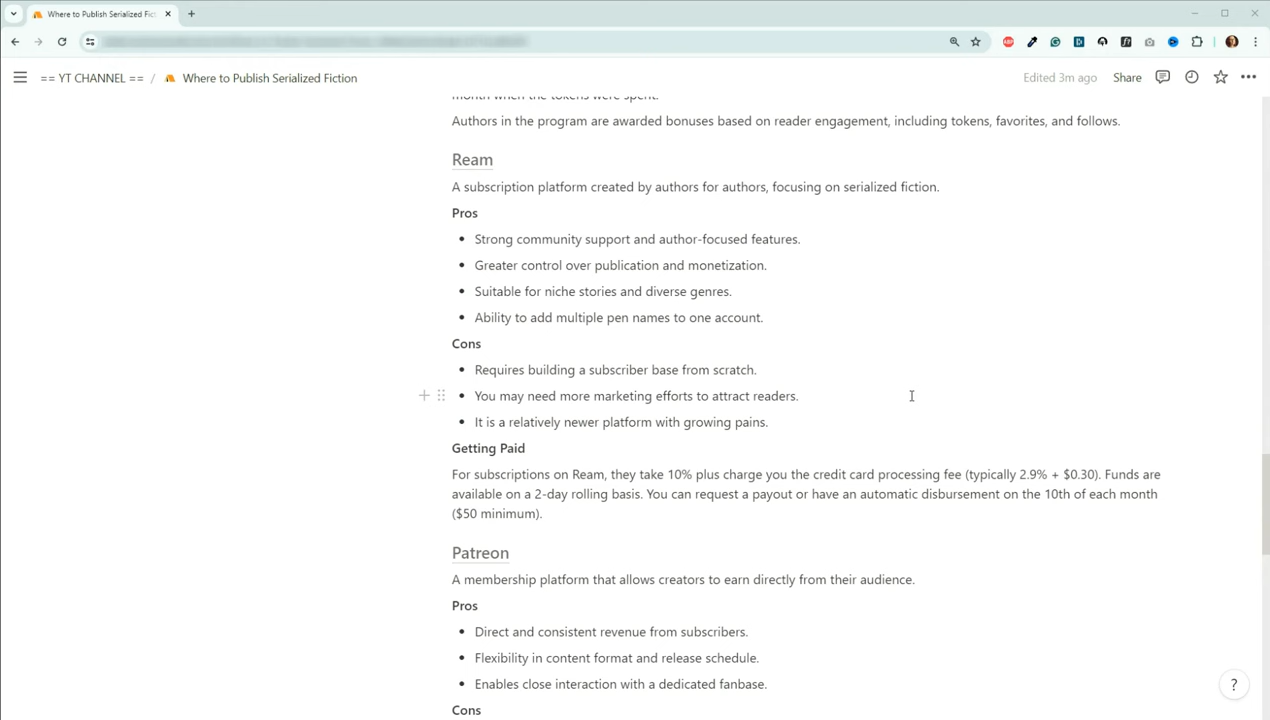 Where to Publish Serialized Fic
== YT CHANNEL == / Where to Publish Serialized Fiction
Edited 3m ago
Share
month when the tokens were spent.
Authors in the program are awarded bonuses based on reader engagement, including tokens, favorites, and follows.
Ream
A subscription platform created by authors for authors, focusing on serialized fiction.
Pros
• Strong community support and author-focused features.
• Greater control over publication and monetization.
• Suitable for niche stories and diverse genres.
• Ability to add multiple pen names to one account.
Cons
• Requires building a subscriber base from scratch.
• You may need more marketing efforts to attract readers.
• It is a relatively newer platform with growing pains.
Getting Paid
For subscriptions on Ream, they take 10% plus charge you the credit card processing fee (typically 2.9% + $0.30). Funds are
available on a 2-day rolling basis. You can request a payout or have an automatic disbursement on the 10th of each month
($50 minimum).
Patreon
A membership platform that allows creators to earn directly from their audience.
Pros
• Direct and consistent revenue from subscribers.
• Flexibility in content format and release schedule.
• Enables close interaction with a dedicated fanbase.
Cons
?